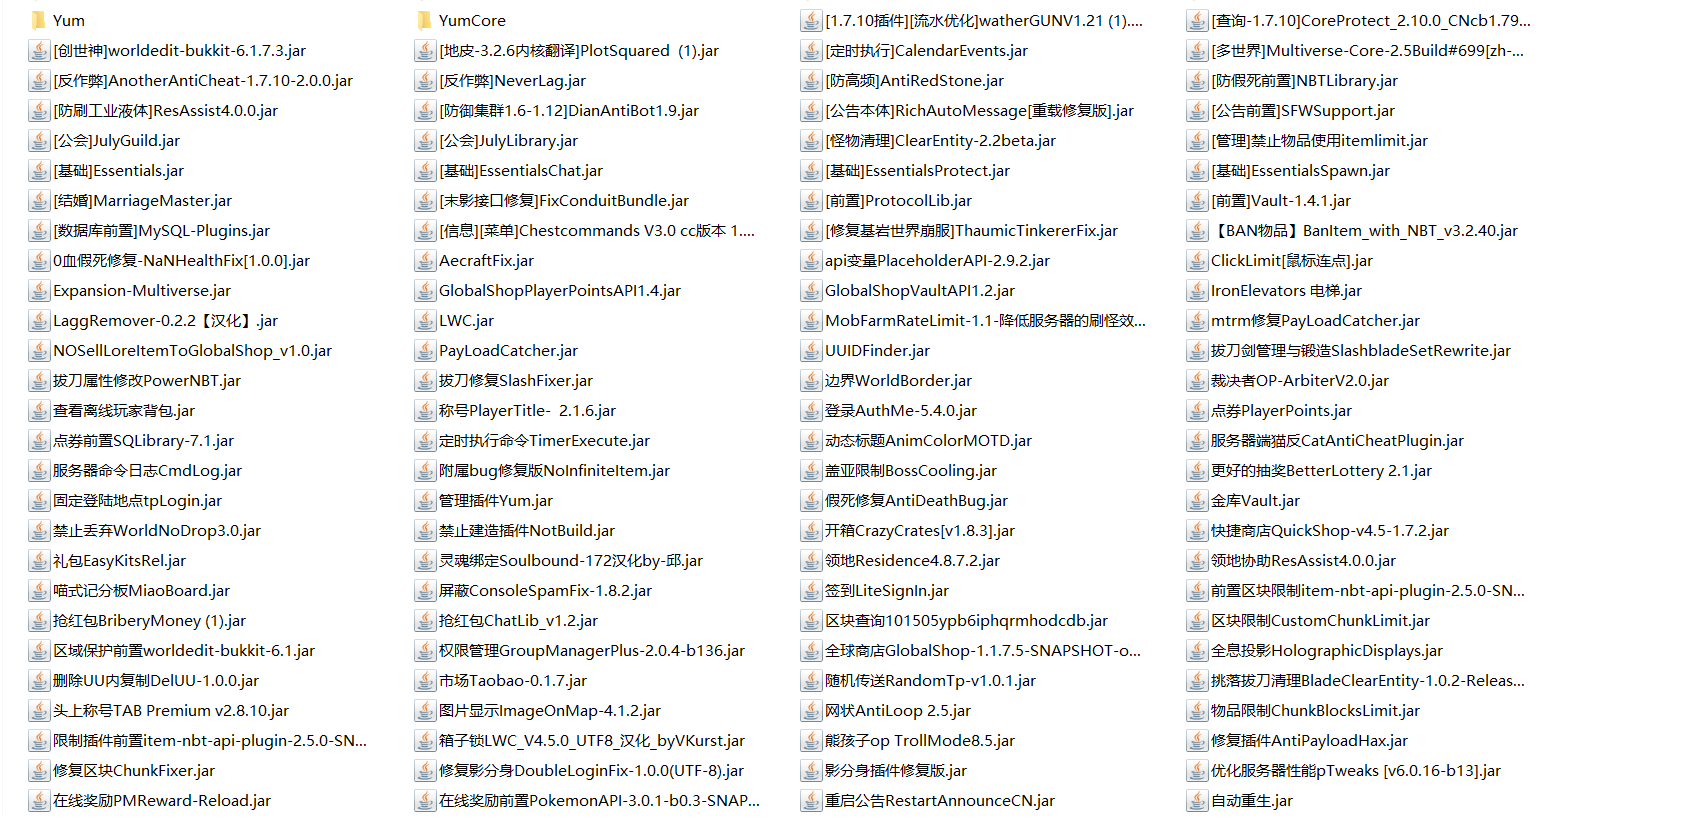 Yum
YumCore
[1.7.10插件][流水优化]watherGUNV1.21 (1)....
[查询-1.7.10]CoreProtect_2.10.0_CNcb1.79...
[创世神]worldedit-bukkit-6.1.7.3.jar
[地皮-3.2.6内核翻译]PlotSquared  (1).jar
[定时执行]CalendarEvents.jar
[多世界]Multiverse-Core-2.5Build#699[zh-...
[反作弊]AnotherAntiCheat-1.7.10-2.0.0.jar
[反作弊]NeverLag.jar
[防高频]AntiRedStone.jar
[防假死前置]NBTLibrary.jar
[防刷工业液体]ResAssist4.0.0.jar
[防御集群1.6-1.12]DianAntiBot1.9.jar
[公告本体]RichAutoMessage[重载修复版].jar
[公告前置]SFWSupport.jar
[公会]JulyGuild.jar
[公会]JulyLibrary.jar
[怪物清理]ClearEntity-2.2beta.jar
[管理]禁止物品使用itemlimit.jar
[基础]Essentials.jar
[基础]EssentialsChat.jar
[基础]EssentialsProtect.jar
[基础]EssentialsSpawn.jar
[结婚]MarriageMaster.jar
[末影接口修复]FixConduitBundle.jar
[前置]ProtocolLib.jar
[前置]Vault-1.4.1.jar
[数据库前置]MySQL-Plugins.jar
[信息][菜单]Chestcommands V3.0 cc版本 1....
[修复基岩世界崩服]ThaumicTinkererFix.jar
【BAN物品】BanItem_with_NBT_v3.2.40.jar
0血假死修复-NaNHealthFix[1.0.0].jar
AecraftFix.jar
api变量PlaceholderAPI-2.9.2.jar
ClickLimit[鼠标连点].jar
Expansion-Multiverse.jar
GlobalShopPlayerPointsAPI1.4.jar
GlobalShopVaultAPI1.2.jar
IronElevators 电梯.jar
LaggRemover-0.2.2【汉化】.jar
LWC.jar
MobFarmRateLimit-1.1-降低服务器的刷怪效...
mtrm修复PayLoadCatcher.jar
NOSellLoreItemToGlobalShop_v1.0.jar
PayLoadCatcher.jar
UUIDFinder.jar
拔刀剑管理与锻造SlashbladeSetRewrite.jar
拔刀属性修改PowerNBT.jar
拔刀修复SlashFixer.jar
边界WorldBorder.jar
裁决者OP-ArbiterV2.0.jar
查看离线玩家背包.jar
称号PlayerTitle-  2.1.6.jar
登录AuthMe-5.4.0.jar
点券PlayerPoints.jar
点券前置SQLibrary-7.1.jar
定时执行命令TimerExecute.jar
动态标题AnimColorMOTD.jar
服务器端猫反CatAntiCheatPlugin.jar
服务器命令日志CmdLog.jar
附属bug修复版NoInfiniteItem.jar
盖亚限制BossCooling.jar
更好的抽奖BetterLottery 2.1.jar
固定登陆地点tpLogin.jar
管理插件Yum.jar
假死修复AntiDeathBug.jar
金库Vault.jar
禁止丢弃WorldNoDrop3.0.jar
禁止建造插件NotBuild.jar
开箱CrazyCrates[v1.8.3].jar
快捷商店QuickShop-v4.5-1.7.2.jar
礼包EasyKitsRel.jar
灵魂绑定Soulbound-172汉化by-邱.jar
领地Residence4.8.7.2.jar
领地协助ResAssist4.0.0.jar
喵式记分板MiaoBoard.jar
屏蔽ConsoleSpamFix-1.8.2.jar
签到LiteSignIn.jar
前置区块限制item-nbt-api-plugin-2.5.0-SN...
抢红包BriberyMoney (1).jar
抢红包ChatLib_v1.2.jar
区块查询101505ypb6iphqrmhodcdb.jar
区块限制CustomChunkLimit.jar
区域保护前置worldedit-bukkit-6.1.jar
权限管理GroupManagerPlus-2.0.4-b136.jar
全球商店GlobalShop-1.1.7.5-SNAPSHOT-o...
全息投影HolographicDisplays.jar
删除UU内复制DelUU-1.0.0.jar
市场Taobao-0.1.7.jar
随机传送RandomTp-v1.0.1.jar
挑落拔刀清理BladeClearEntity-1.0.2-Releas...
头上称号TAB Premium v2.8.10.jar
图片显示ImageOnMap-4.1.2.jar
网状AntiLoop 2.5.jar
物品限制ChunkBlocksLimit.jar
限制插件前置item-nbt-api-plugin-2.5.0-SN...
箱子锁LWC_V4.5.0_UTF8_汉化_byVKurst.jar
熊孩子op TrollMode8.5.jar
修复插件AntiPayloadHax.jar
修复区块ChunkFixer.jar
修复影分身DoubleLoginFix-1.0.0(UTF-8).jar
影分身插件修复版.jar
优化服务器性能pTweaks [v6.0.16-b13].jar
在线奖励PMReward-Reload.jar
在线奖励前置PokemonAPI-3.0.1-b0.3-SNAP...
重启公告RestartAnnounceCN.jar
自动重生.jar